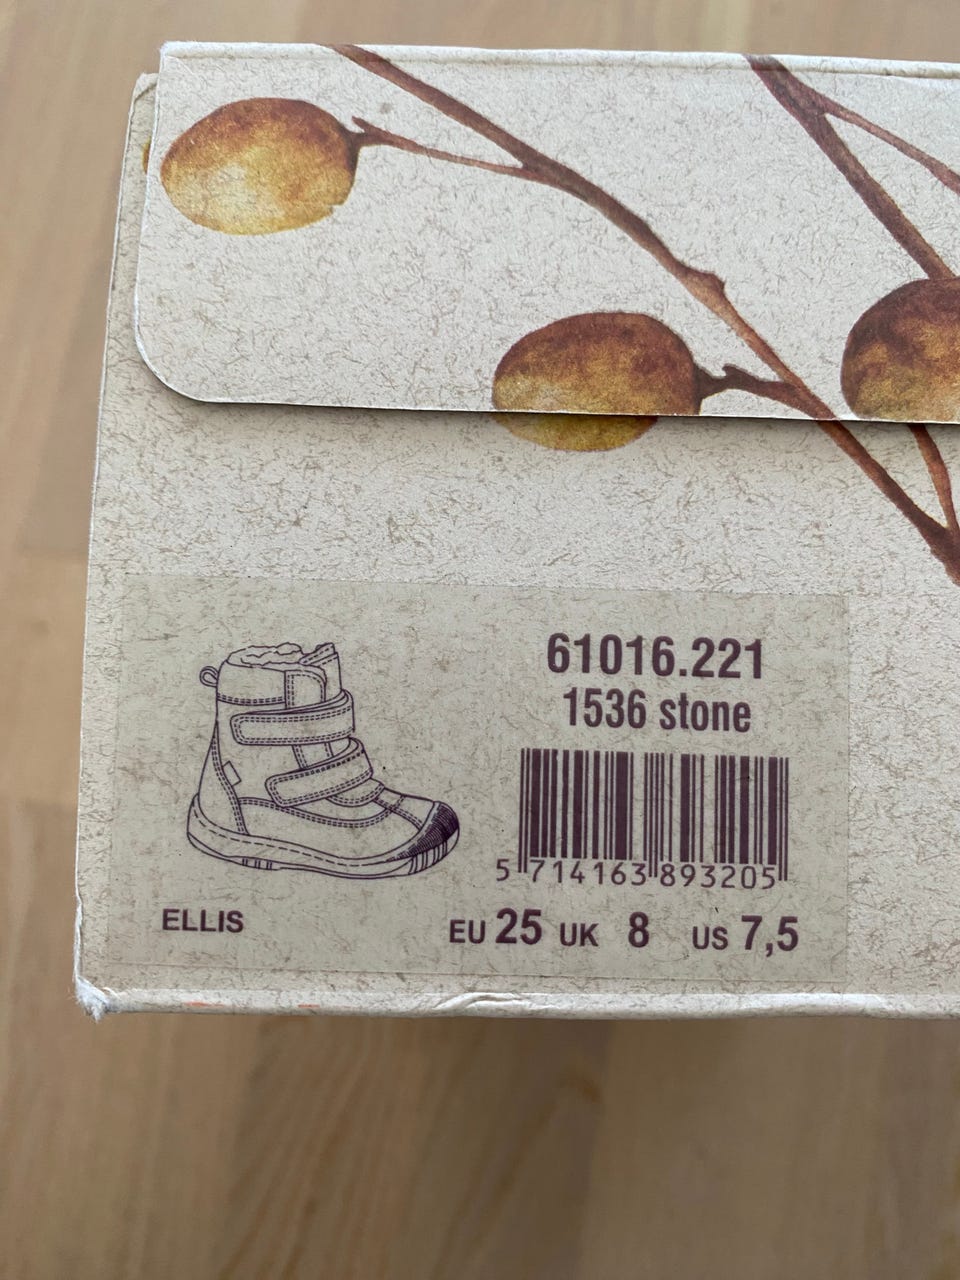 61016.221
1536 stone
5 714163 893205
ELLIS
EU 25 UK 8 US 7,5